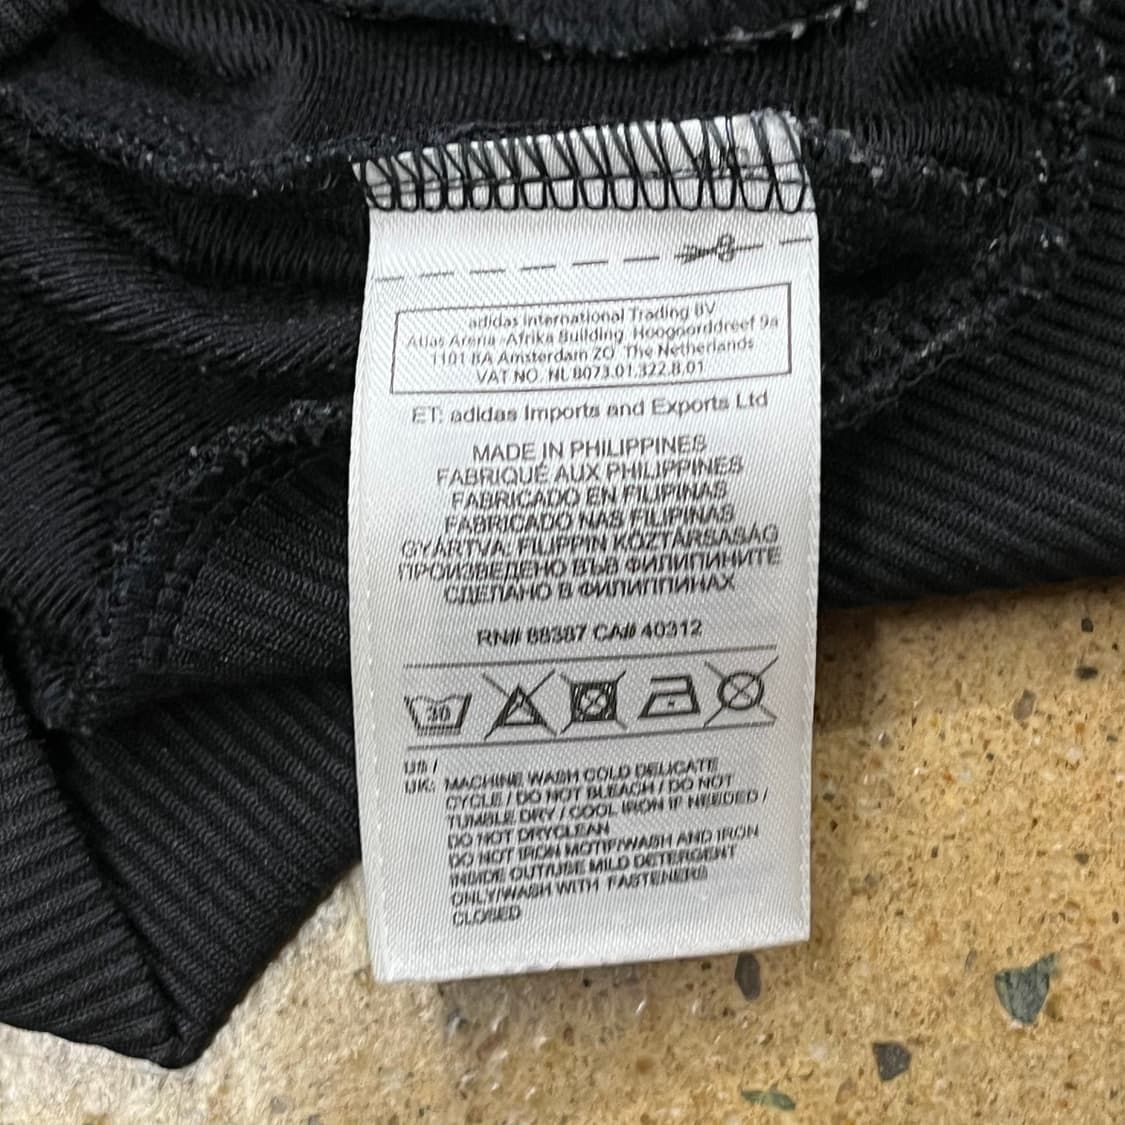 adidas International Trading BV
Atlas Arena -Afrika Building Hoogoorddreef 9a
1101 BA Amsterdam ZO The Netherlands
VAT NO. NL 8073.01.322.B.01
ET: adidas Imports and Exports Ltd
MADE IN PHILIPPINES
FABRIQUÉ AUX PHILIPPINES
FABRICADO EN FILIPINAS
FABRICADO NAS FILIPINAS
GYÁRTVA: FILIPPIN KÖZTÁRSASÁG
ПРОИЗВЕДЕНО ВЪВ ФИЛИПИНИТЕ
СДЕЛАНО В ФИЛИППИНАХ
RN# 88387 CA# 40312
30
US /
UK: MACHINE WASH COLD DELICATE
CYCLE / DO NOT BLEACH / DO NOT
TUMBLE DRY / COOL IRON IF NEEDED /
DO NOT DRYCLEAN
DO NOT IRON MOTIF/WASH AND IRON
INSIDE OUT/USE MILD DETERGENT
ONLY/WASH WITH FASTENERS
CLOSED